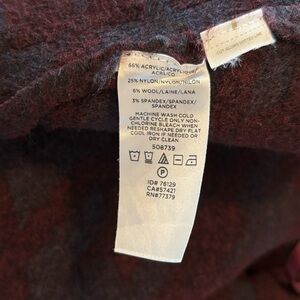 66% ACRYLIC/ACRYLIQUE/
ACRILICO
25% NYLON/NYLON/NILON
6% WOOL/LAINE/LANA
3% SPANDEX/SPANDEX/
SPANDEX
MACHINE WASH COLD
GENTLE CYCLE ONLY NON-
CHLORINE BLEACH WHEN
NEEDED RESHAPE DRY FLAT
COOL IRON IF NEEDED OR
DRY CLEAN
508739
P
ID# 76129
CA#57421
RN#77379